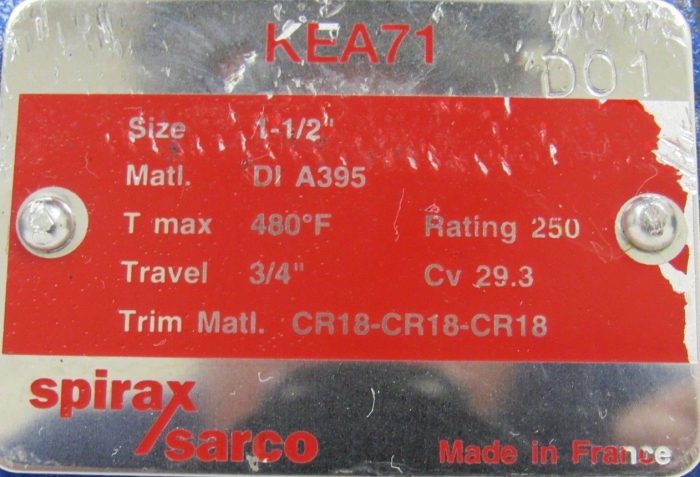 KEA71
D01
Size 1-1/2"
Matl. DI A395
T max 480°F Rating 250
Travel 3/4" Cv 29.3
Trim Matl. CR18-CR18-CR18
spirax
sarco
Made in France